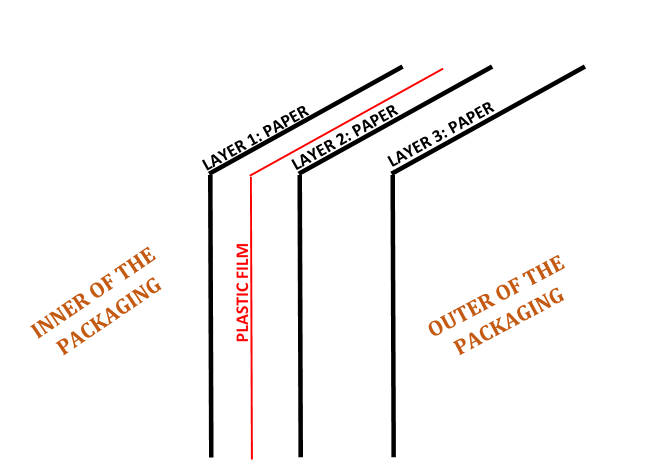 LAYER 1: PAPER
LAYER 2: PAPER
LAYER 3: PAPER
PLASTIC FILM
INNER OF THE
PACKAGING
OUTER OF THE
PACKAGING